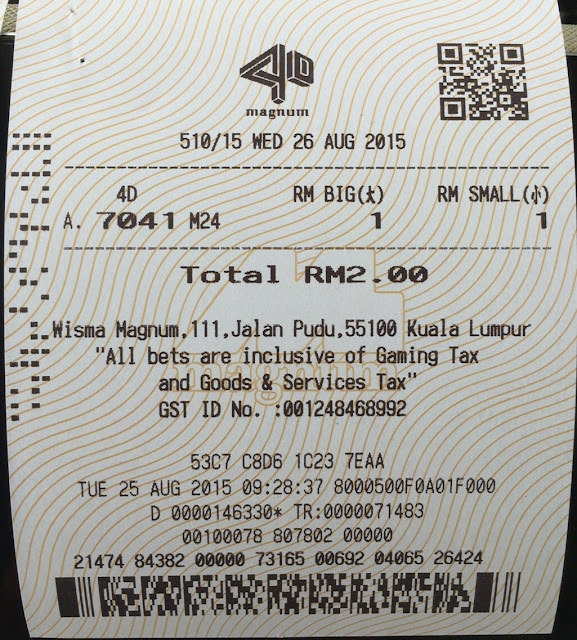 4D
magnum
510/15 WED 26 AUG 2015
4D RM BIG(大) RM SMALL(小)
A. 7041 M24 1 1
Total RM2.00
Wisma Magnum,111,Jalan Pudu,55100 Kuala Lumpur
"All bets are inclusive of Gaming Tax
and Goods & Services Tax"
GST ID No. :001248468992
53C7 C8D6 1C23 7EAA
TUE 25 AUG 2015 09:28:37 8000500F0A01F000
D 0000146330* TR:0000071483
00100078 807802 00000
21474 84382 00000 73165 00692 04065 26424